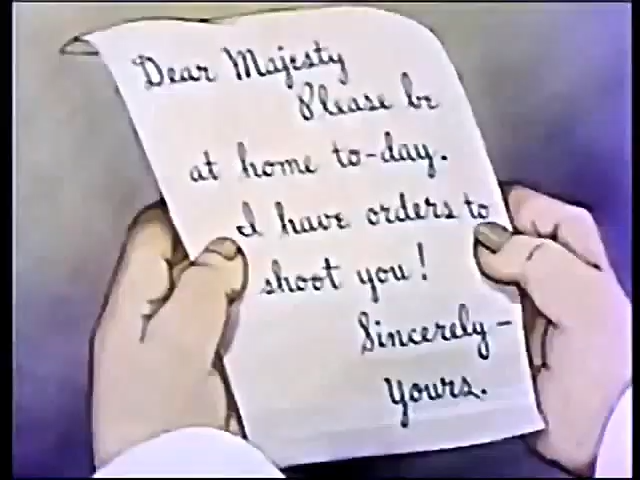 Dear Majesty
Please be
at home to-day.
I have orders to
shoot you!
Sincerely-
Yours.